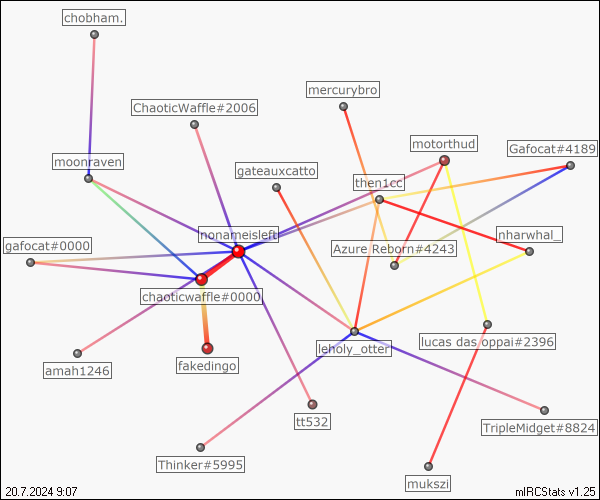 chobham.
mercurybro
ChaoticWaffle#2006
motorthud
Gafocat#4189
moonraven
gateauxcatto
then1cc
nonameisleft
nharwhal_
gafocat#0000
Azure Reborn#4243
chaoticwaffle#0000
lucas das oppai#2396
leholy_otter
fakedingo
amah1246
tt532
TripleMidget#8824
Thinker#5995
mukszi
20.7.2024 9:07
mIRCStats v1.25